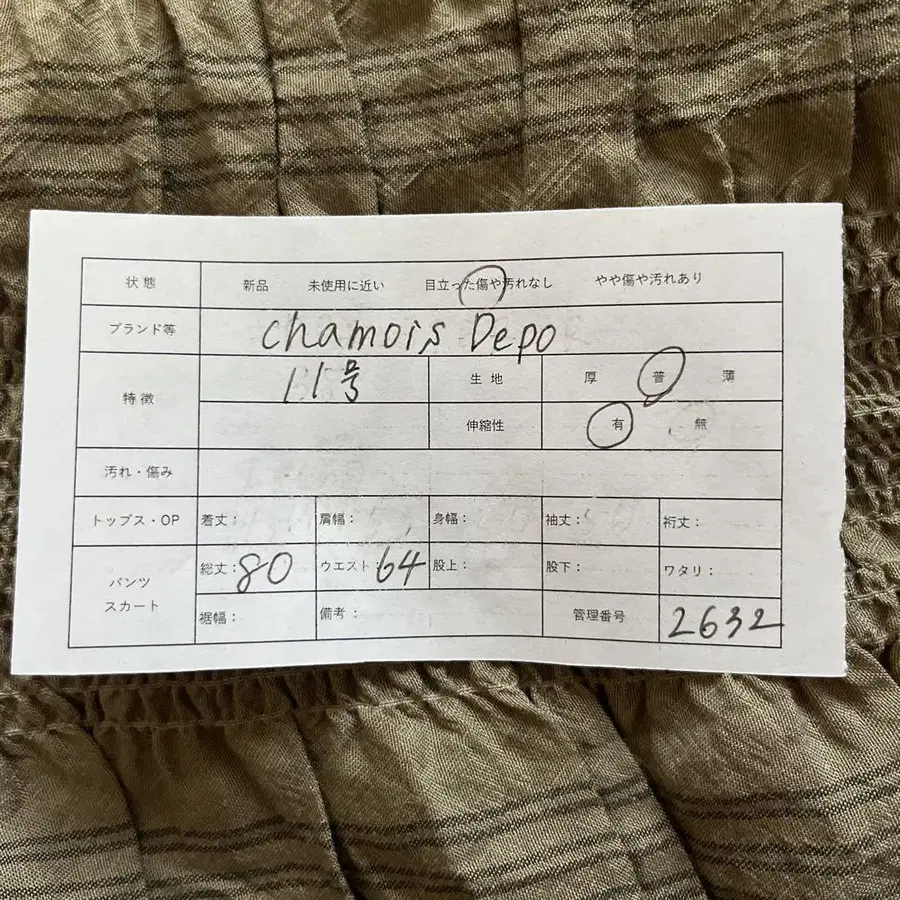 状態 新品 未使用に近い 目立った傷や汚れなし やや傷や汚れあり
ブランド等 chamois Depo
特徴 11号 生地 厚 普 薄
伸縮性 有 無
汚れ・傷み
トップス・OP 着丈: 肩幅: 身幅: 袖丈: 裄丈:
パンツ スカート 総丈:80 ウエスト 64 股上: 股下: ワタリ:
裾幅: 備考: 管理番号 2632